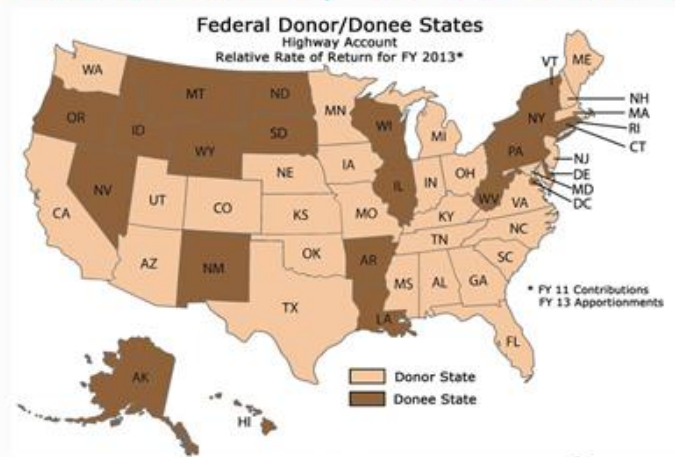 Federal Donor/Donee States
Highway Account
Relative Rate of Return for FY 2013*
WA
MT
ND
MN
VT
ME
OR
ID
SD
WI
MI
NY
NH
MA
RI
CT
WY
NE
IA
PA
NJ
DE
MD
DC
NV
UT
CO
IL
IN
OH
WV
VA
CA
KS
MO
KY
NC
TN
AZ
NM
OK
AR
SC
MS
AL
GA
TX
LA
* FY 11 Contributions
FY 13 Apportionments
FL
AK
HI
Donor State
Donee State